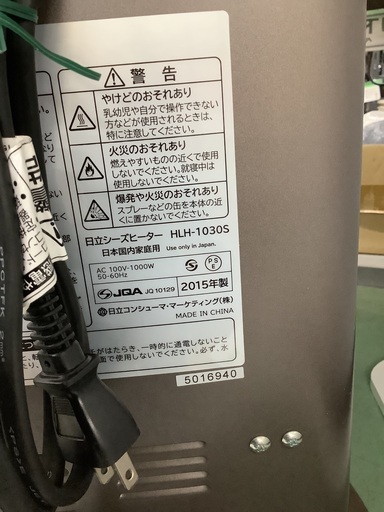 警告
やけどのおそれあり
乳幼児や自分で操作できない
方などが使用されるときは、
特に注意してください。
火災のおそれあり
燃えやすいものの近くで使用
しないでください。就寝中は
使用しないでください。
爆発や火災のおそれあり
スプレーなどの缶を本体の近く
に置かないでください。
日立シーズヒーター HLH-1030S
日本国内家庭用 Use only in Japan.
AC 100V-1000W
50-60Hz
PSE
JQA JQ 10129 2015年製
日立コンシューマ・マーケティング(株)
MADE IN CHINA
がはたらき、一時的に通電しないこと
面で使用しないでください。必ず、水
5016940